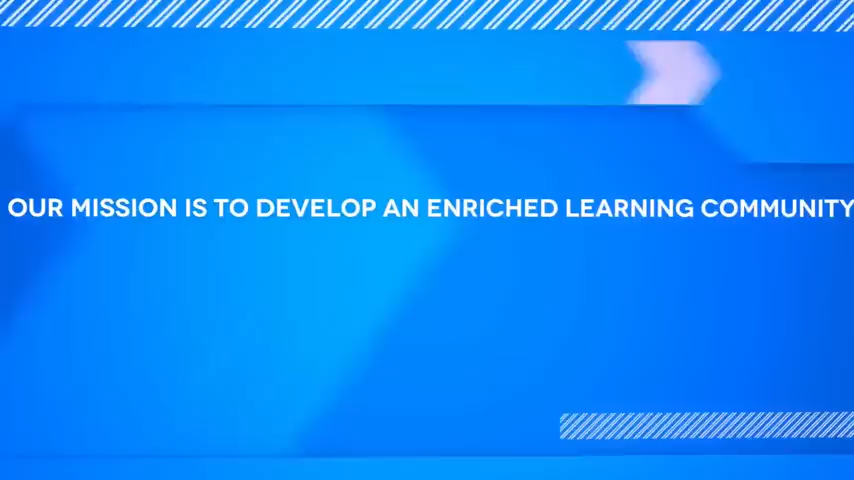 OUR MISSION IS TO DEVELOP AN ENRICHED LEARNING COMMUNITY